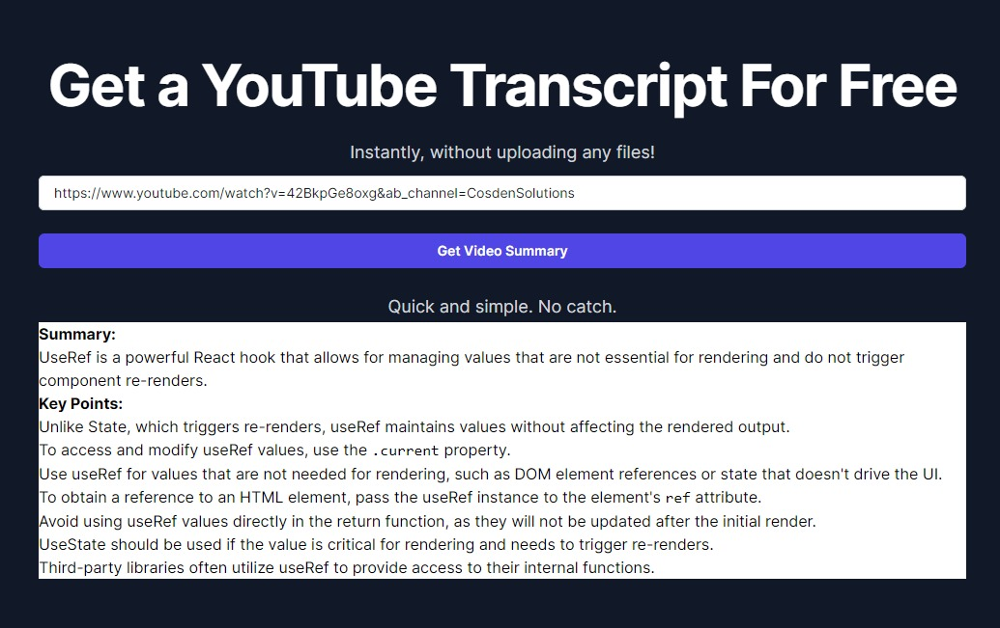 Get a YouTube Transcript For Free
Instantly, without uploading any files!
https://www.youtube.com/watch?v=42BkpGe8oxg&ab_channel=CosdenSolutions
Get Video Summary
Quick and simple. No catch.
Summary:
UseRef is a powerful React hook that allows for managing values that are not essential for rendering and do not trigger
component re-renders.
Key Points:
Unlike State, which triggers re-renders, useRef maintains values without affecting the rendered output.
To access and modify useRef values, use the .current property.
Use useRef for values that are not needed for rendering, such as DOM element references or state that doesn't drive the UI.
To obtain a reference to an HTML element, pass the useRef instance to the element's ref attribute.
Avoid using useRef values directly in the return function, as they will not be updated after the initial render.
UseState should be used if the value is critical for rendering and needs to trigger re-renders.
Third-party libraries often utilize useRef to provide access to their internal functions.